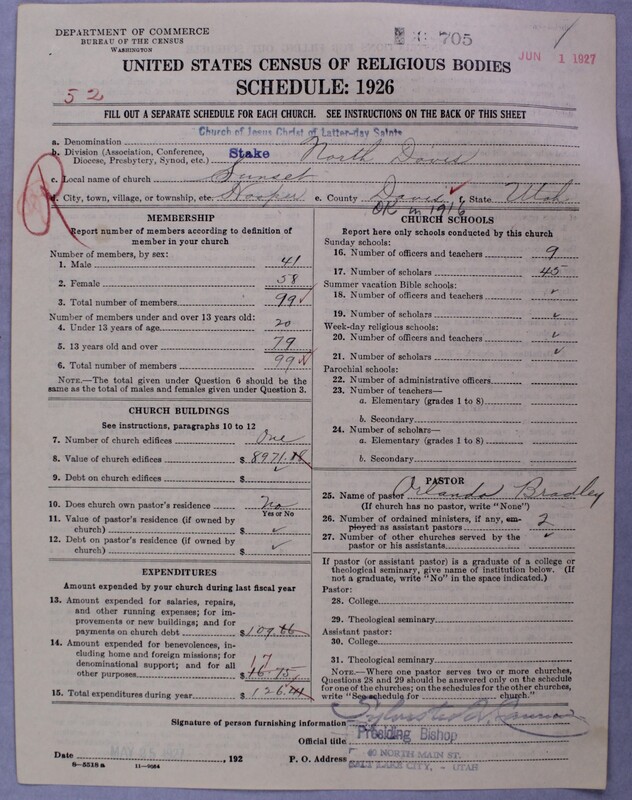 DEPARTMENT OF COMMERCE
BUREAU OF THE CENSUS
WASHINGTON
705
JUN 1 1927
UNITED STATES CENSUS OF RELIGIOUS BODIES
SCHEDULE: 1926
52
FILL OUT A SEPARATE SCHEDULE FOR EACH CHURCH. SEE INSTRUCTIONS ON THE BACK OF THIS SHEET
Church of Jesus Christ of Latter-day Saints
a. Denomination
b. Division (Association, Conference, Diocese, Presbytery, Synod, etc.) Stake North Davis
c. Local name of church Sunset
d. City, town, village, or township, etc. Hooper e. County Davis f. State Utah
R
OK in 1916
MEMBERSHIP
Report number of members according to definition of member in your church
Number of members, by sex:
1. Male 41
2. Female 58
3. Total number of members 99
Number of members under and over 13 years old:
4. Under 13 years of age 20
5. 13 years old and over 79
6. Total number of members 99
NOTE.—The total given under Question 6 should be the same as the total of males and females given under Question 3.
CHURCH BUILDINGS
See instructions, paragraphs 10 to 12
7. Number of church edifices One
8. Value of church edifices $ 8971.
9. Debt on church edifices $
10. Does church own pastor's residence No
Yes or No
11. Value of pastor's residence (if owned by church) $
12. Debt on pastor's residence (if owned by church) $
EXPENDITURES
Amount expended by your church during last fiscal year
13. Amount expended for salaries, repairs, and other running expenses; for improvements or new buildings; and for payments on church debt $ 109.66
14. Amount expended for benevolences, including home and foreign missions; for denominational support; and for all other purposes $ 16.75
17
15. Total expenditures during year $ 126.41
CHURCH SCHOOLS
Report here only schools conducted by this church
Sunday schools:
16. Number of officers and teachers 9
17. Number of scholars 45
Summer vacation Bible schools:
18. Number of officers and teachers
19. Number of scholars
Week-day religious schools:
20. Number of officers and teachers
21. Number of scholars
Parochial schools:
22. Number of administrative officers
23. Number of teachers—
a. Elementary (grades 1 to 8)
b. Secondary
24. Number of scholars—
a. Elementary (grades 1 to 8)
b. Secondary
PASTOR
25. Name of pastor Orlando Bradley
(If church has no pastor, write "None")
26. Number of ordained ministers, if any, employed as assistant pastors 2
27. Number of other churches served by the pastor or his assistants
If pastor (or assistant pastor) is a graduate of a college or theological seminary, give name of institution below. (If not a graduate, write "No" in the space indicated.)
Pastor:
28. College
29. Theological seminary
Assistant pastor:
30. College
31. Theological seminary
NOTE.—Where one pastor serves two or more churches, Questions 28 and 29 should be answered only on the schedule for one of the churches; on the schedules for the other churches, write "See schedule for church."
Signature of person furnishing information
Official title Presiding Bishop
Date MAY 25 1927, 192 P. O. Address 40 NORTH MAIN ST.
SALT LAKE CITY, - UTAH
8—5518 a 11—9064